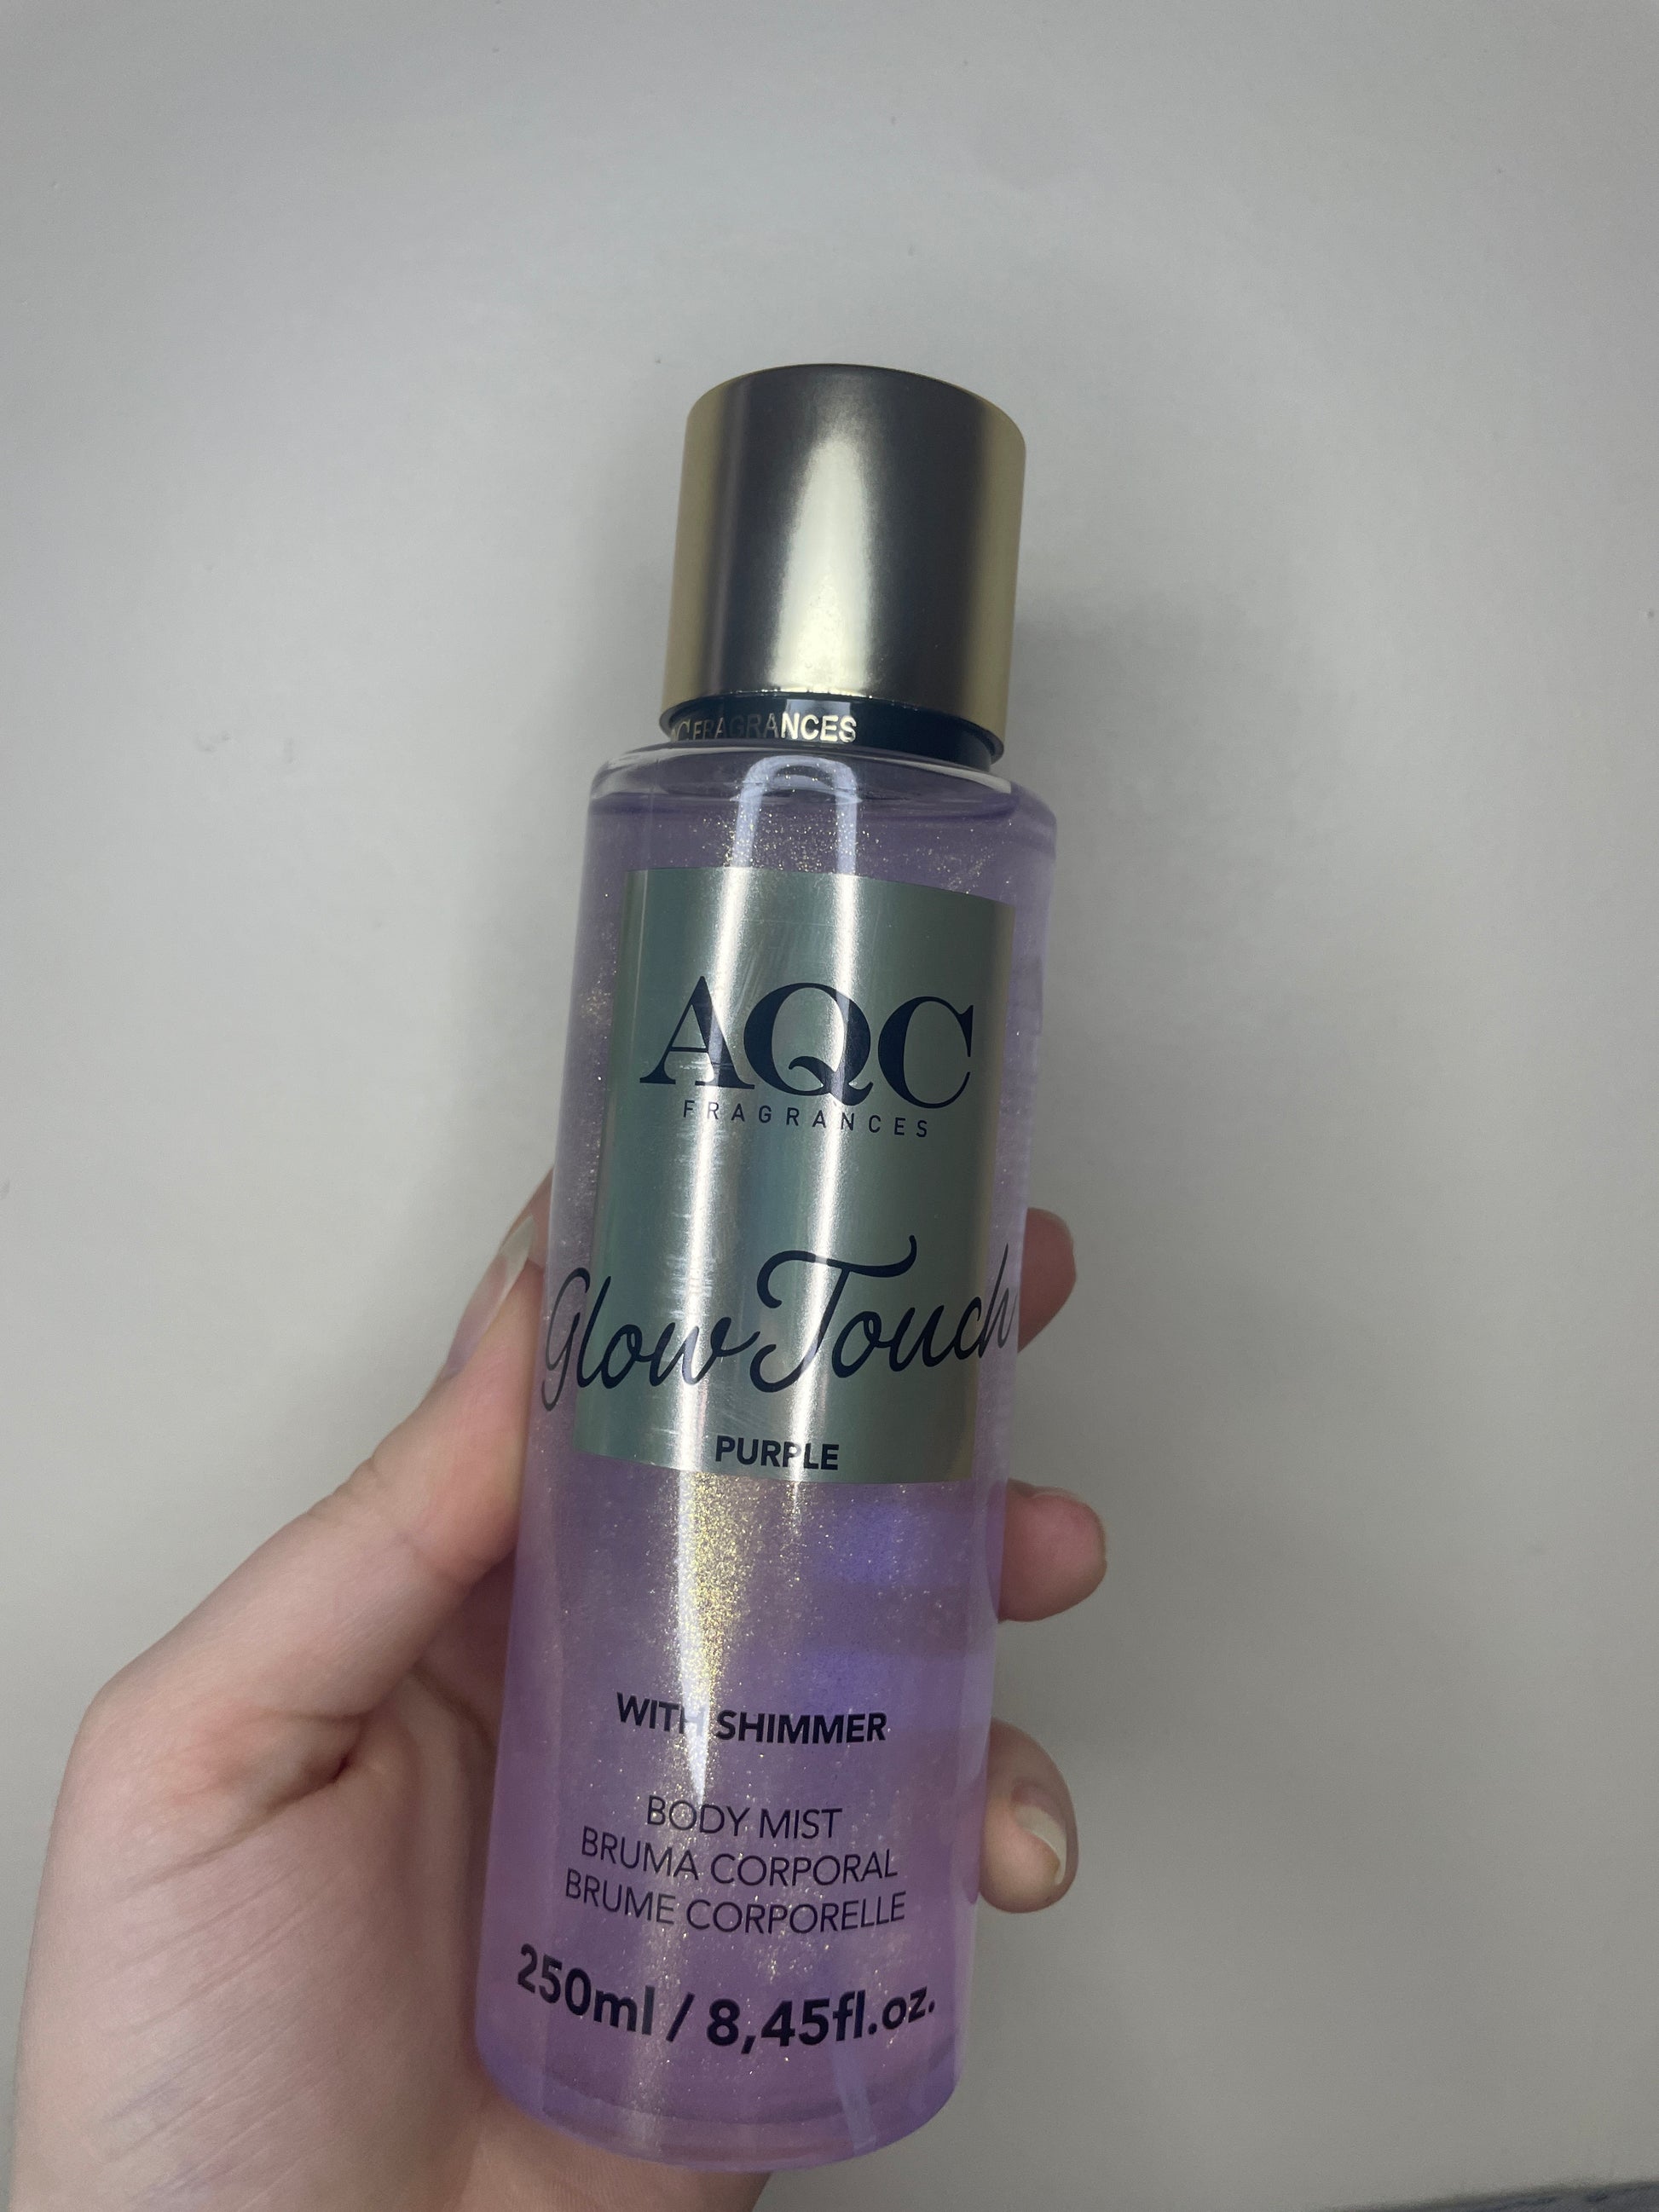 FRAGRANCES
AQC
FRAGRANCES
Glow Touch
PURPLE
WITH SHIMMER
BODY MIST
BRUMA CORPORAL
BRUME CORPORELLE
250ml / 8,45fl.oz.